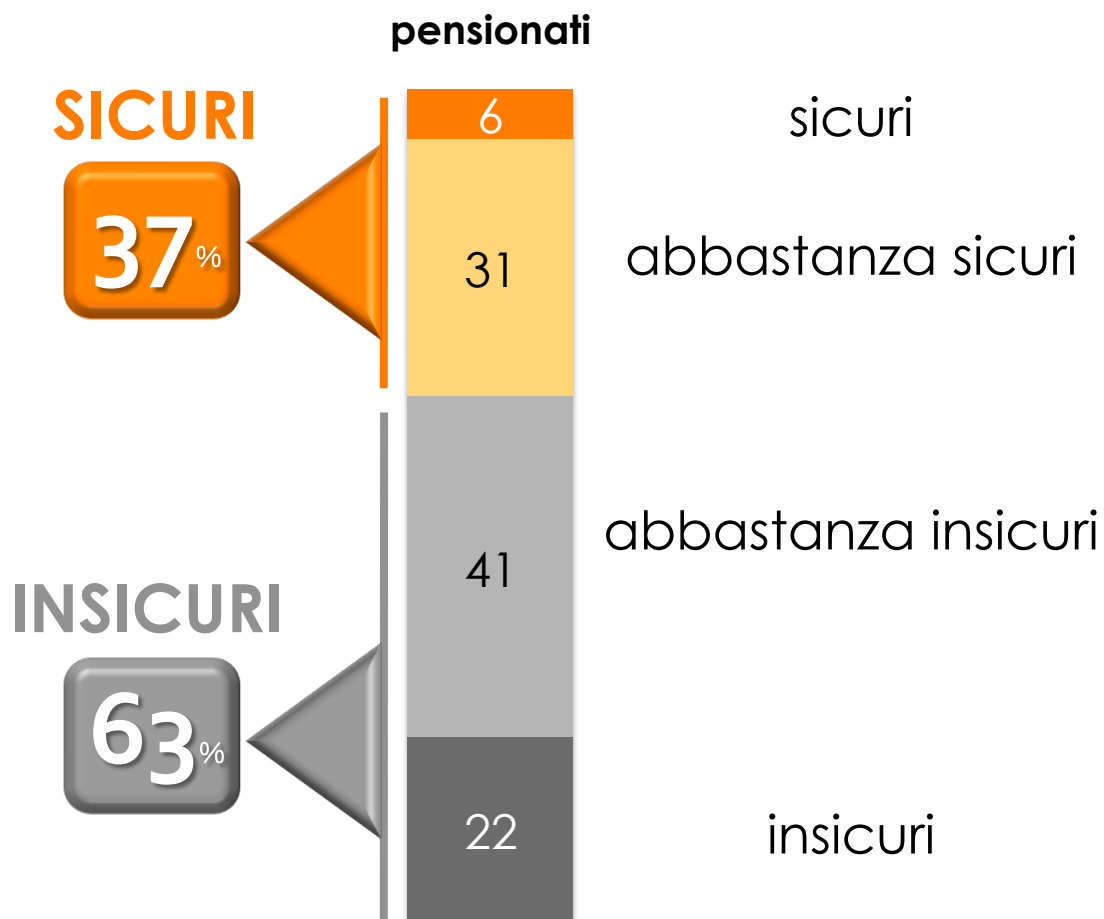 pensionati
SICURI
37%
6
sicuri
31
abbastanza sicuri
41
abbastanza insicuri
INSICURI
63%
22
insicuri